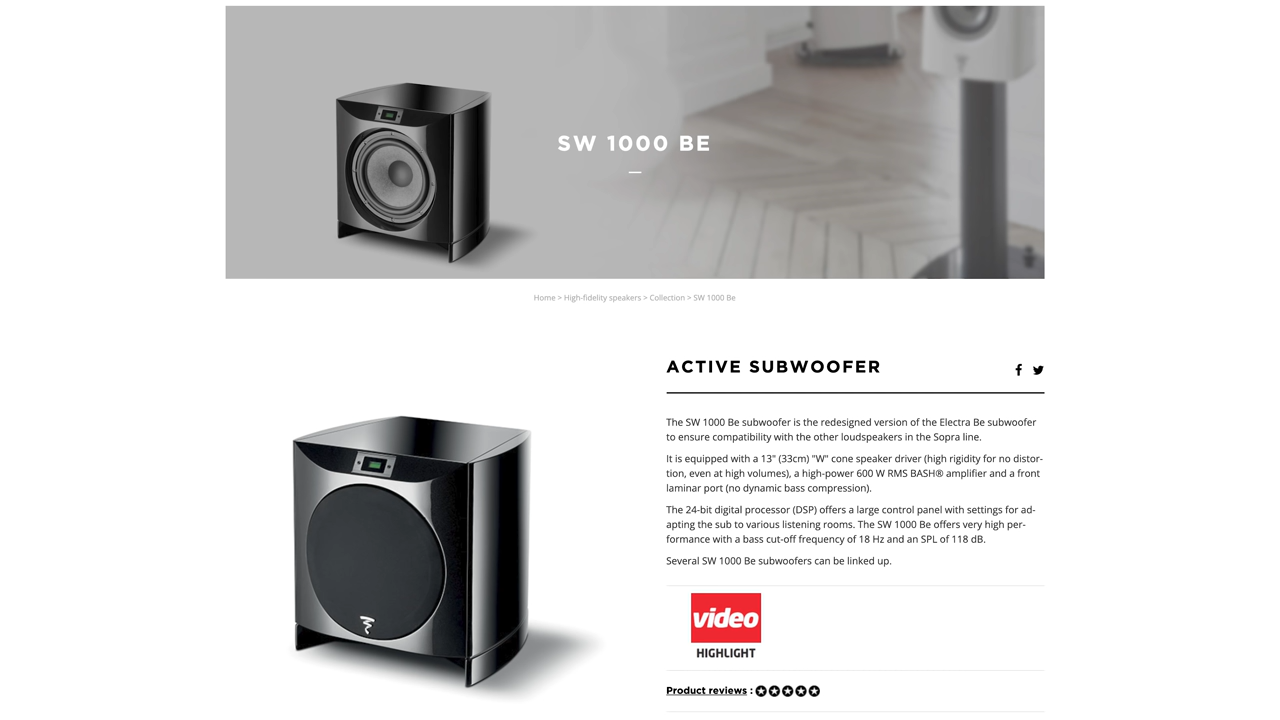 SW 1000 BE
Home > High-fidelity speakers > Collection > SW 1000 Be
ACTIVE SUBWOOFER
The SW 1000 Be subwoofer is the redesigned version of the Electra Be subwoofer
to ensure compatibility with the other loudspeakers in the Sopra line.
It is equipped with a 13" (33cm) "W" cone speaker driver (high rigidity for no distor-
tion, even at high volumes), a high-power 600 W RMS BASH® amplifier and a front
laminar port (no dynamic bass compression).
The 24-bit digital processor (DSP) offers a large control panel with settings for ad-
apting the sub to various listening rooms. The SW 1000 Be offers very high per-
formance with a bass cut-off frequency of 18 Hz and an SPL of 118 dB.
Several SW 1000 Be subwoofers can be linked up.
video
HIGHLIGHT
Product reviews :